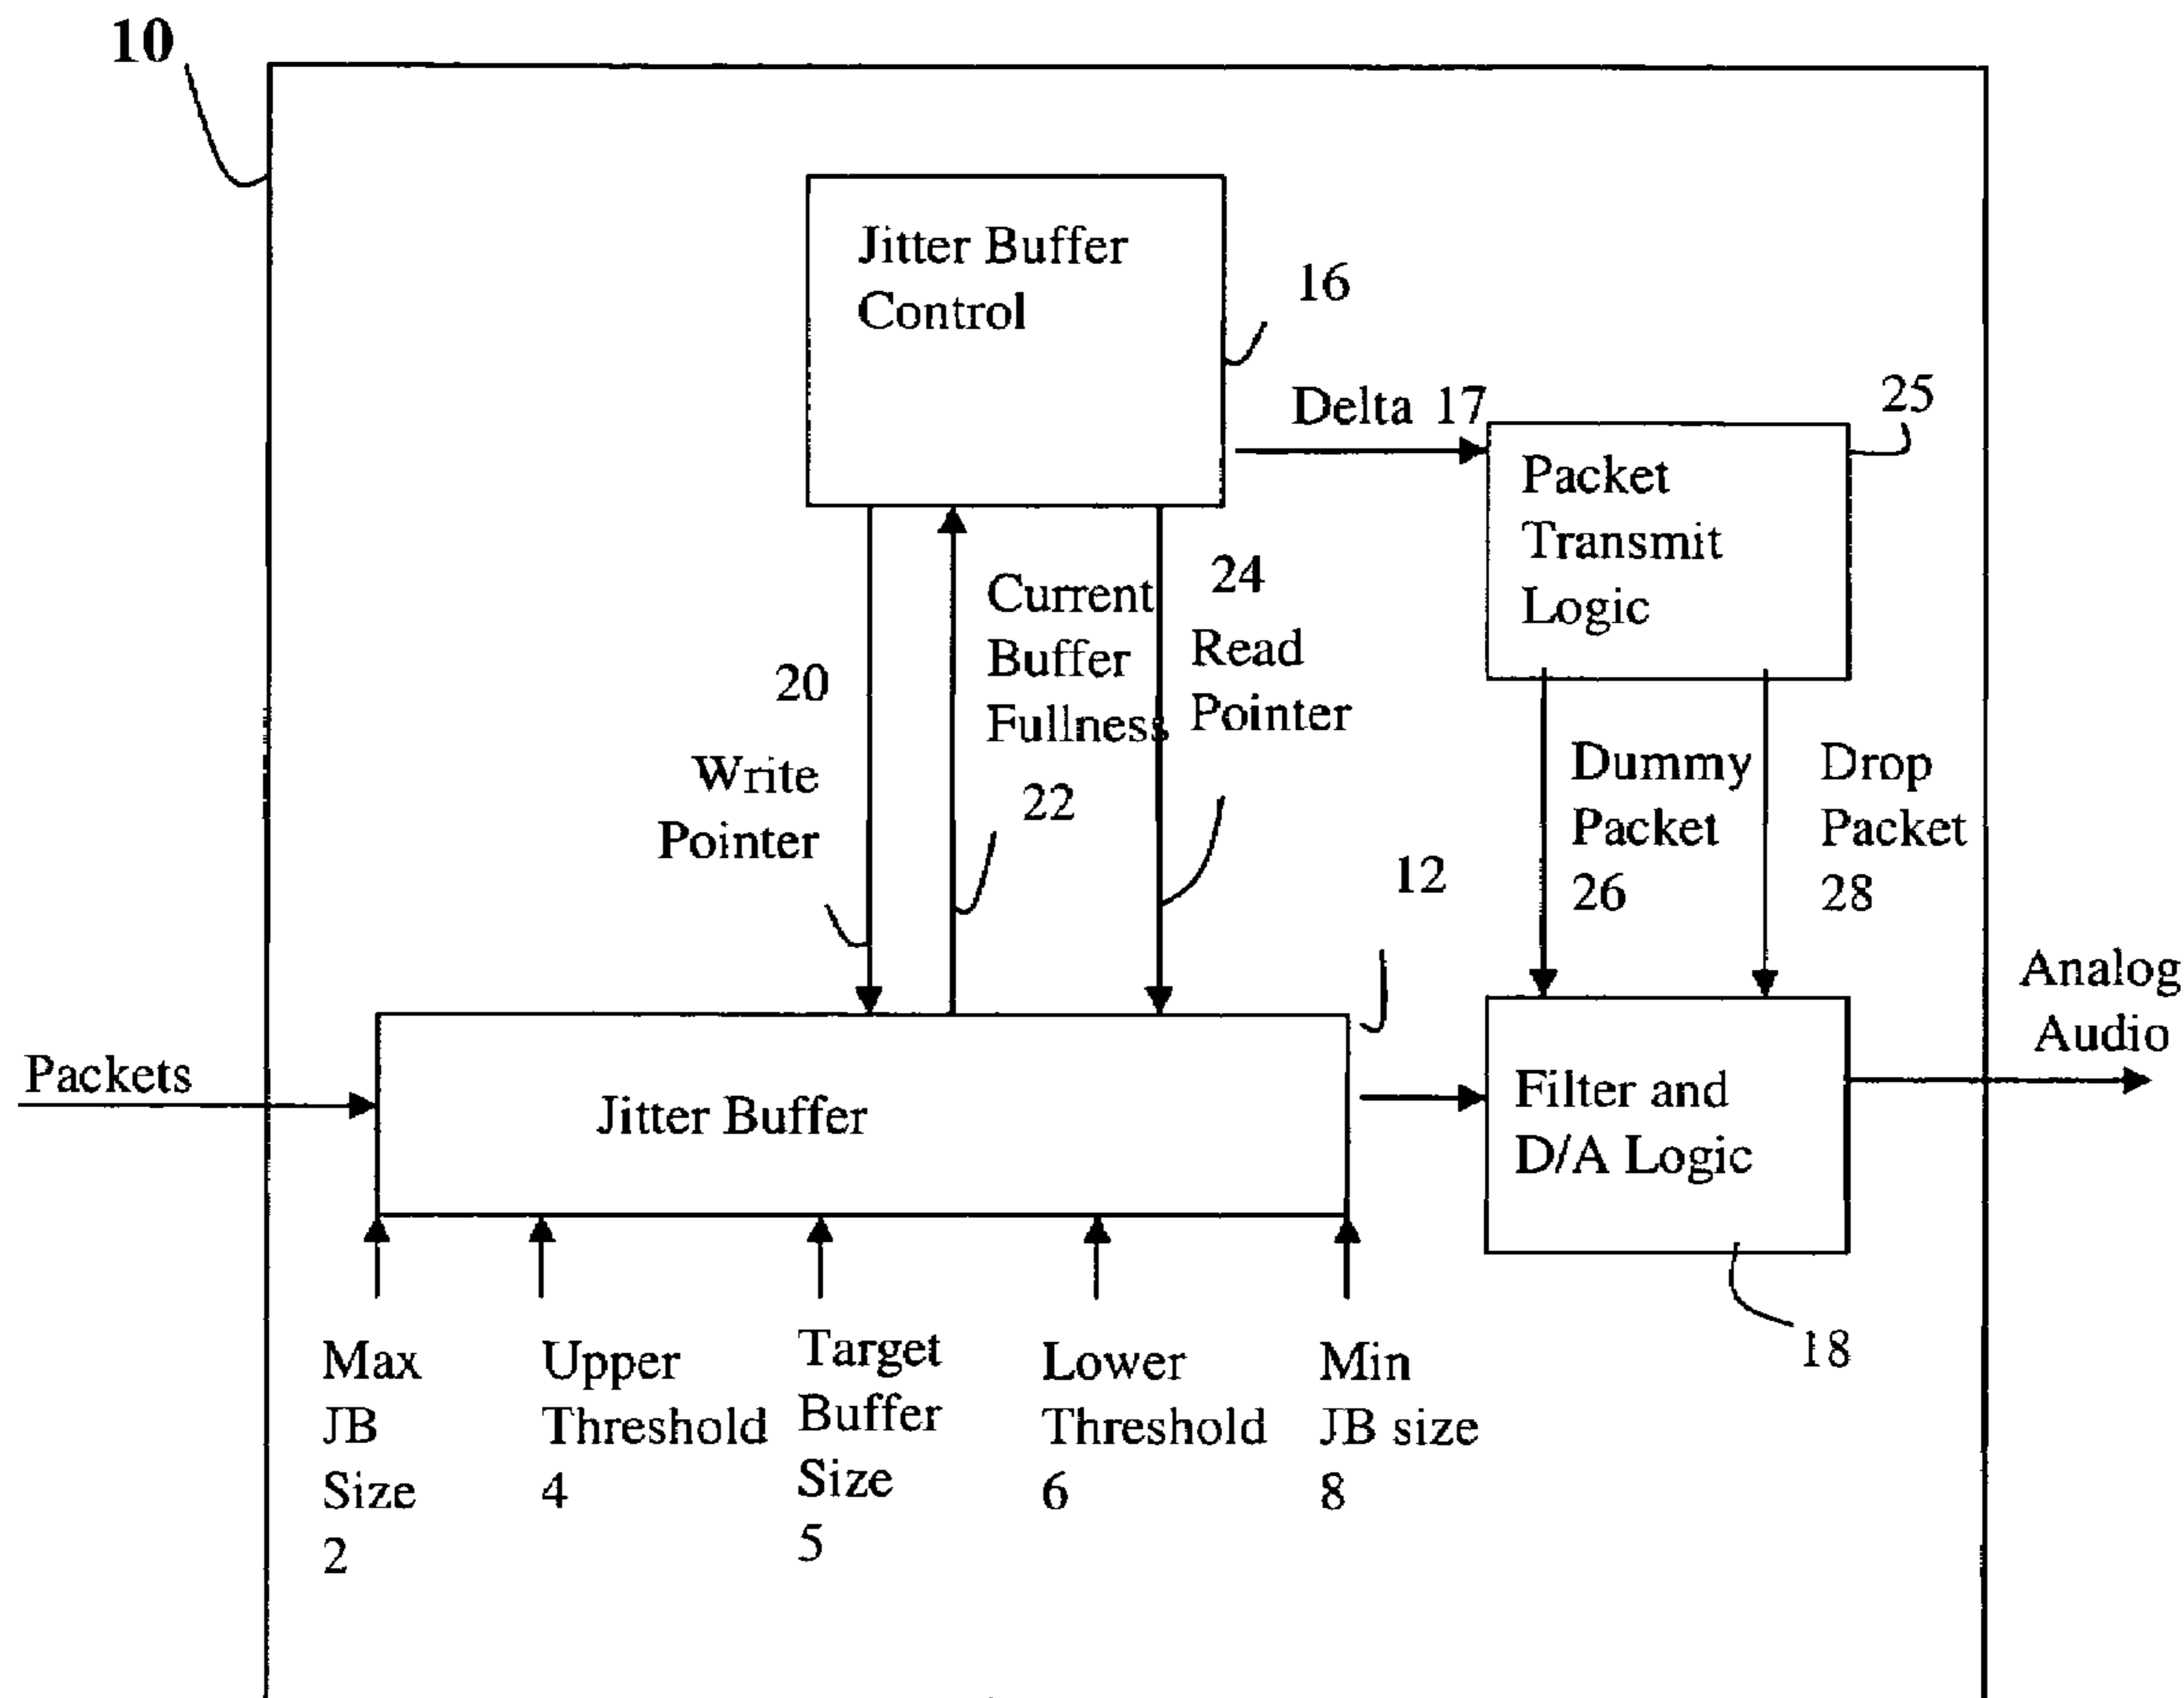 10
Jitter Buffer
Control
16
Delta 17
25
Packet
Transmit
Logic
20
Write
Pointer
Current
Buffer
Fullness
22
24
Read
Pointer
Dummy
Packet
26
Drop
Packet
28
12
Analog
Audio
Packets
Jitter Buffer
Filter and
D/A Logic
18
Max
JB
Size
2
Upper
Threshold
4
Target
Buffer
Size
5
Lower
Threshold
6
Min
JB size
8